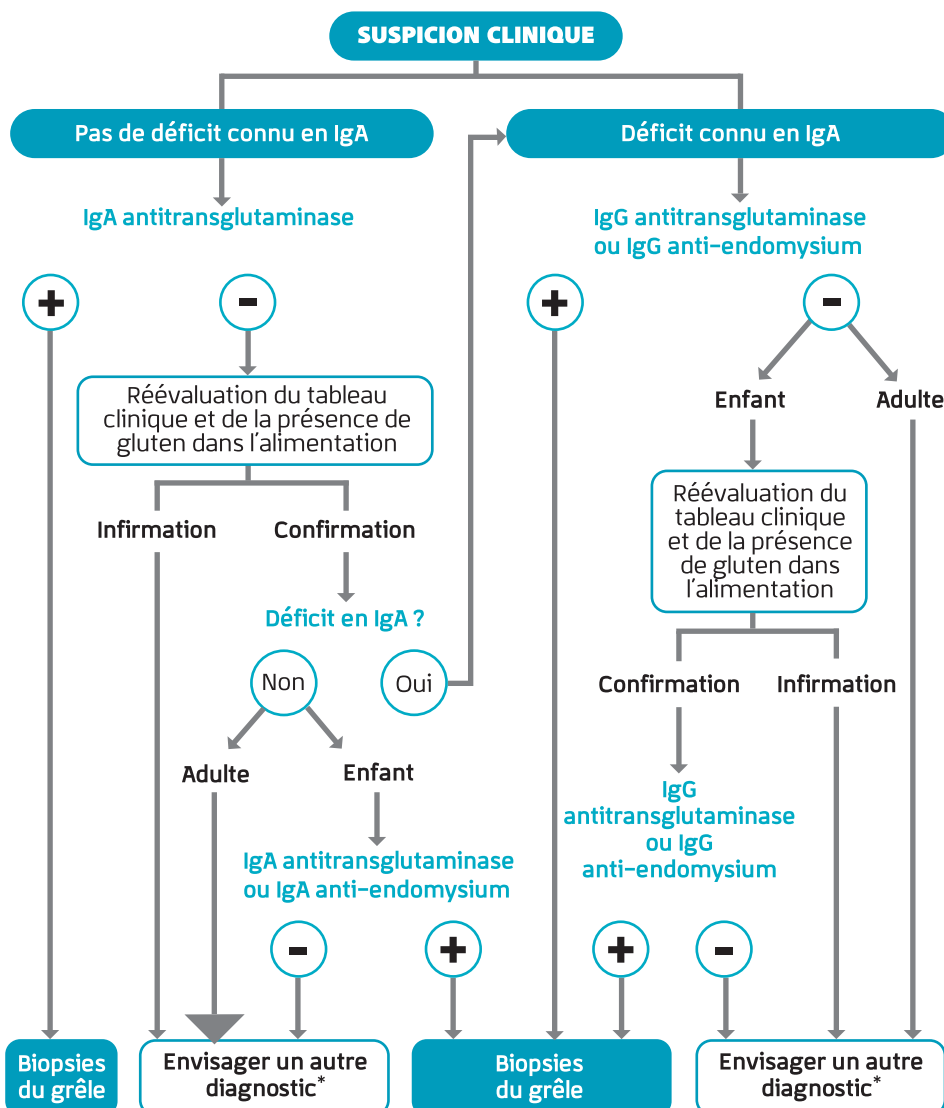 SUSPICION CLINIQUE
Pas de déficit connu en IgA
Déficit connu en IgA
IgA antitransglutaminase
IgG antitransglutaminase
ou IgG anti-endomysium
+
-
+
-
Réévaluation du tableau
clinique et de la présence de
gluten dans l'alimentation
Enfant
Adulte
Réévaluation du
tableau clinique
et de la présence
de gluten dans
l'alimentation
Infirmation
Confirmation
Déficit en IgA ?
Non
Oui
Confirmation
Infirmation
Adulte
Enfant
IgG
antitransglutaminase
ou IgG
anti-endomysium
IgA antitransglutaminase
ou IgA anti-endomysium
-
+
+
-
Biopsies
du grêle
Envisager un autre
diagnostic*
Biopsies
du grêle
Envisager un autre
diagnostic*